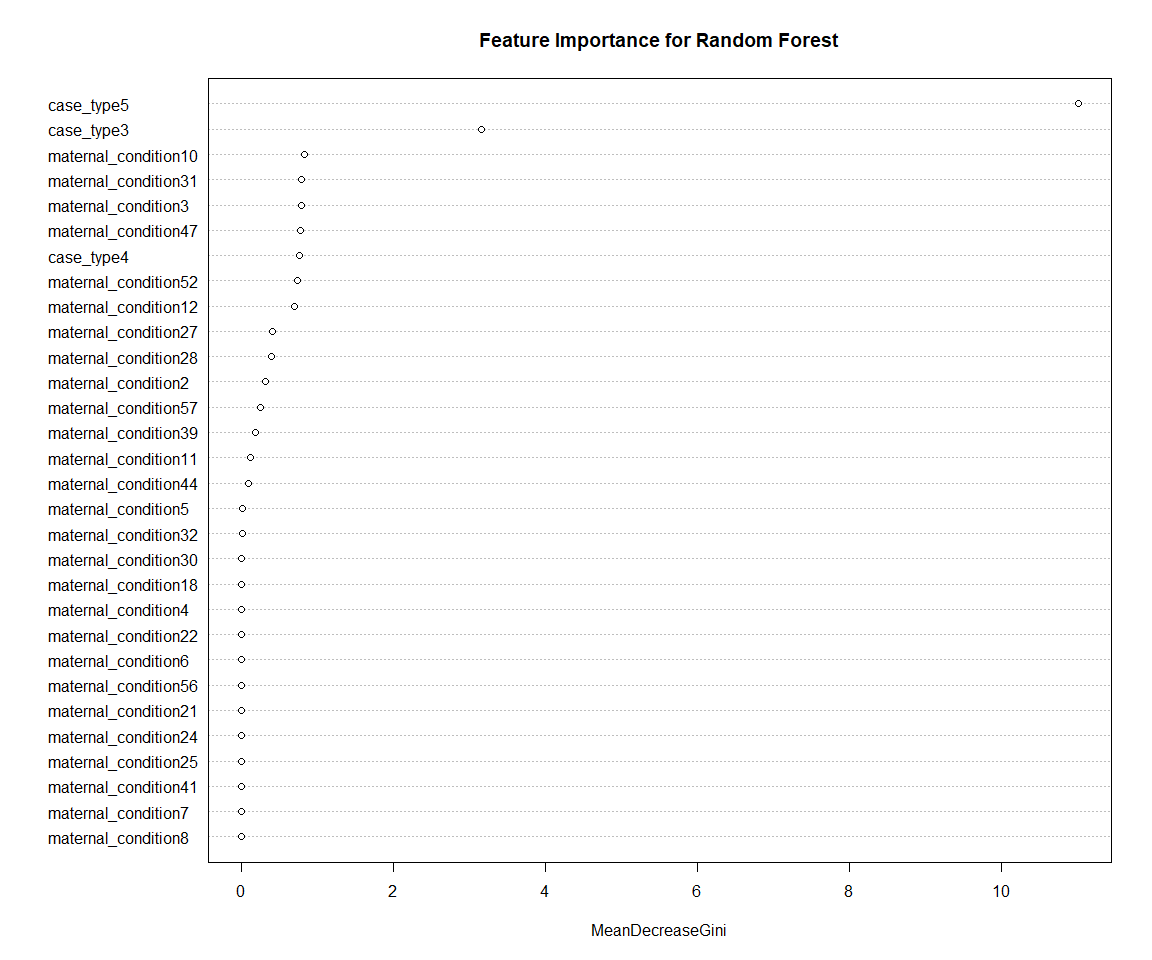 Feature Importance for Random Forest
case_type5
case_type3
maternal_condition10
maternal_condition31
maternal_condition3
maternal_condition47
case_type4
maternal_condition52
maternal_condition12
maternal_condition27
maternal_condition28
maternal_condition2
maternal_condition57
maternal_condition39
maternal_condition11
maternal_condition44
maternal_condition5
maternal_condition32
maternal_condition30
maternal_condition18
maternal_condition4
maternal_condition22
maternal_condition6
maternal_condition56
maternal_condition21
maternal_condition24
maternal_condition25
maternal_condition41
maternal_condition7
maternal_condition8
0 2 4 6 8 10
MeanDecreaseGini